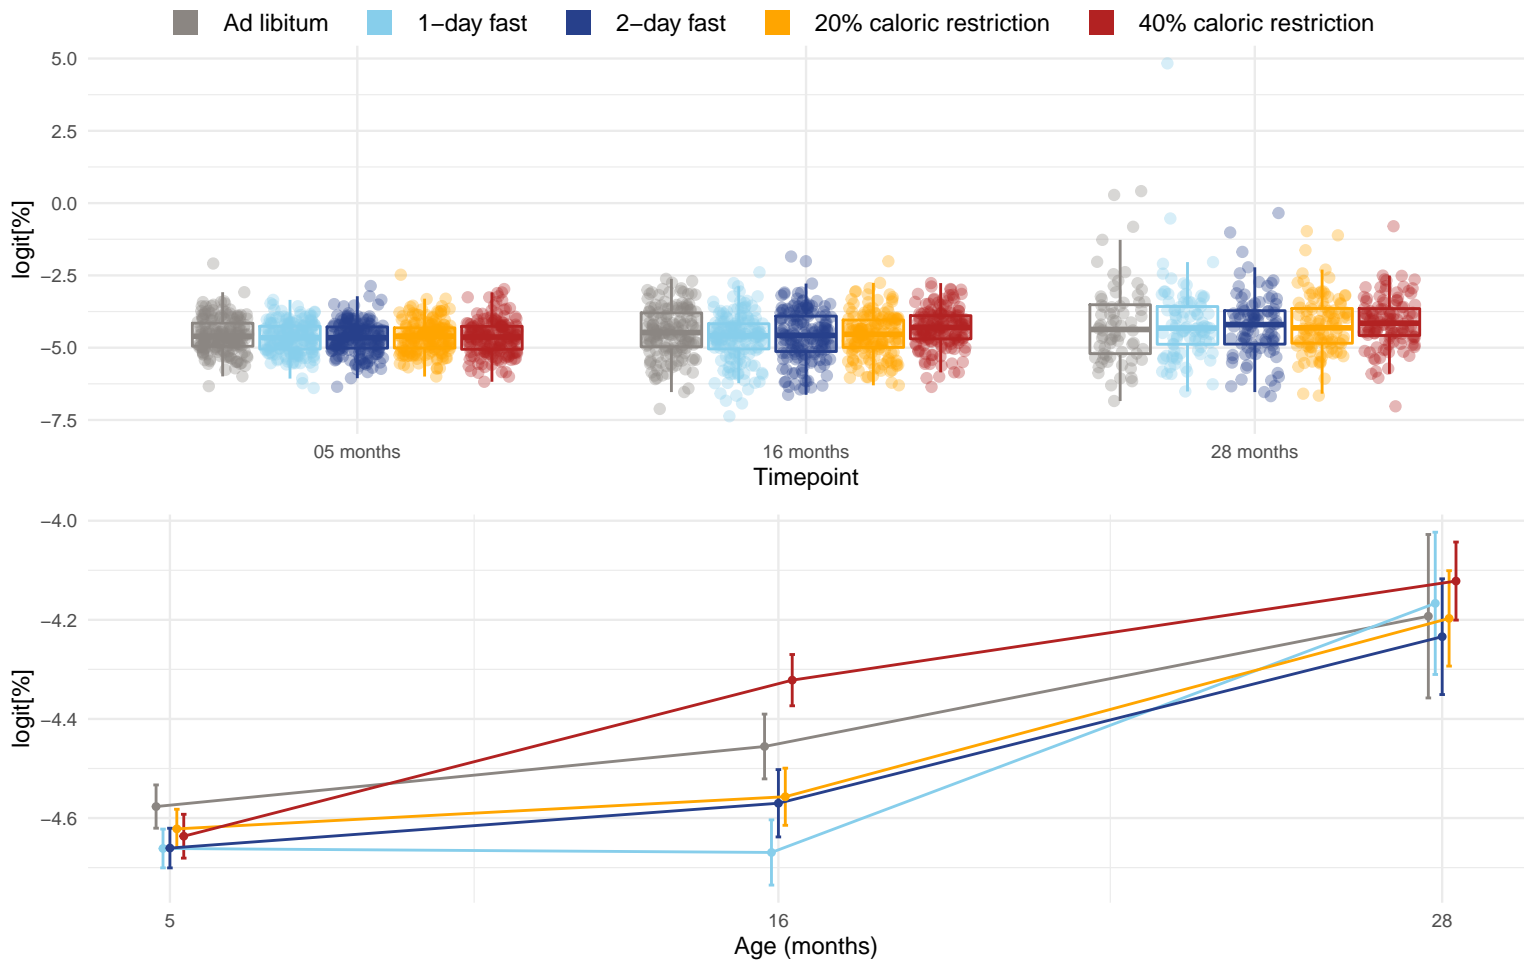 Ad libitum 1−day fast 2−day fast 20% caloric restriction 40% caloric restriction
5.0
2.5
0.0
−2.5
−5.0
−7.5
logit[%]
05 months 16 months 28 months
Timepoint
−4.0
−4.2
−4.4
−4.6
logit[%]
5 16 28
Age (months)